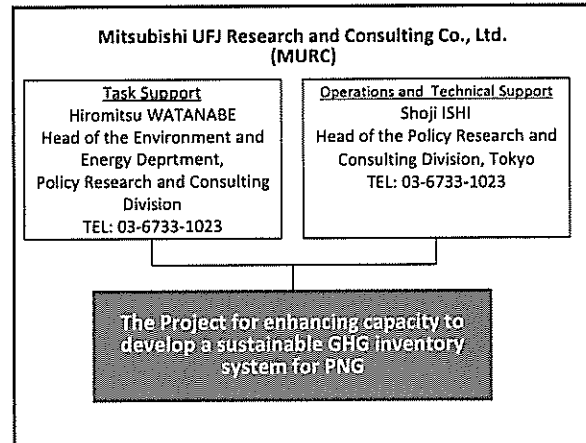 Mitsubishi UFJ Research and Consulting Co., Ltd.
(MURC)
Task Support
Hiromitsu WATANABE
Head of the Environment and
Energy Deprtment,
Policy Research and Consulting
Division
TEL: 03-6733-1023
Operations and Technical Support
Shoji ISHI
Head of the Policy Research and
Consulting Division, Tokyo
TEL: 03-6733-1023
The Project for enhancing capacity to
develop a sustainable GHG inventory
system for PNG